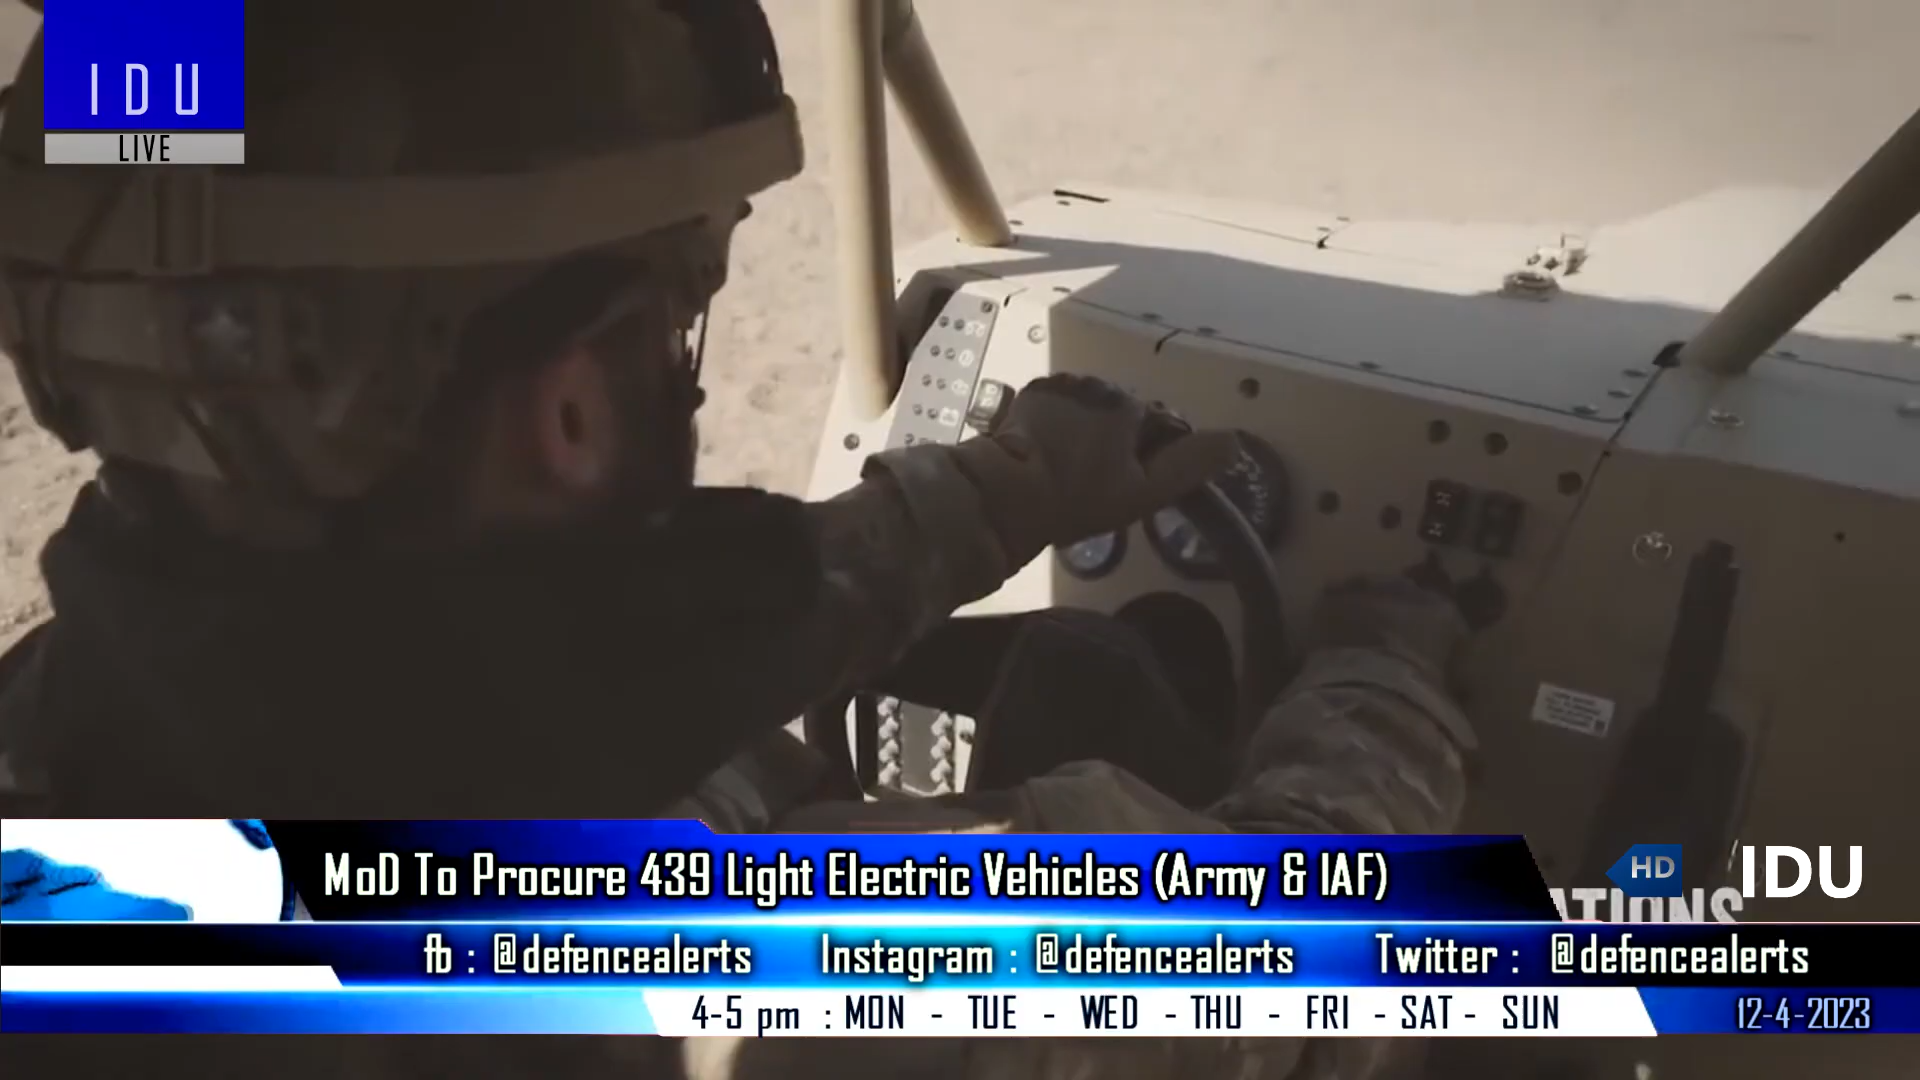 IDU
LIVE
MoD To Procure 439 Light Electric Vehicles (Army & IAF)
HD IDU
ATIONS
fb : @defencealerts Instagram : @defencealerts Twitter : @defencealerts
4-5 pm : MON - TUE - WED - THU - FRI - SAT - SUN
12-4-2023